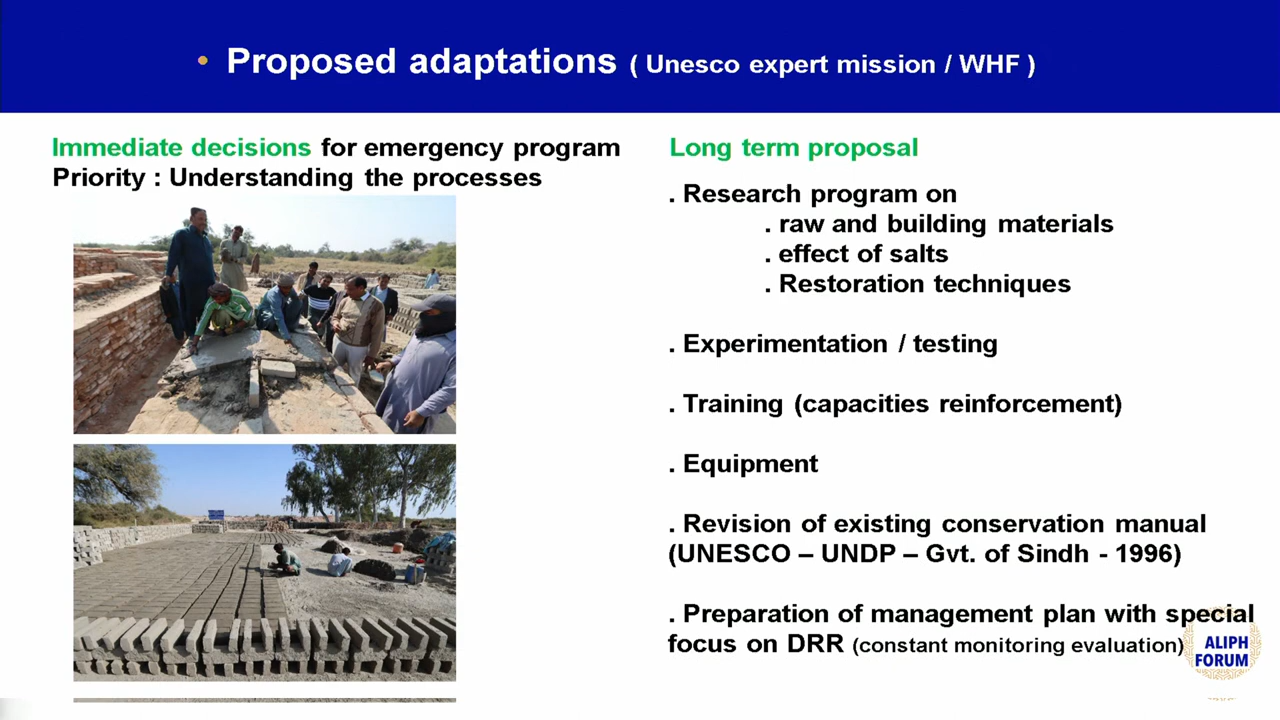 • Proposed adaptations ( Unesco expert mission / WHF )
Immediate decisions for emergency program
Priority : Understanding the processes
Long term proposal
. Research program on
. raw and building materials
. effect of salts
. Restoration techniques
. Experimentation / testing
. Training (capacities reinforcement)
. Equipment
. Revision of existing conservation manual
(UNESCO – UNDP – Gvt. of Sindh - 1996)
. Preparation of management plan with special
focus on DRR (constant monitoring evaluation)
ALIPH
FORUM